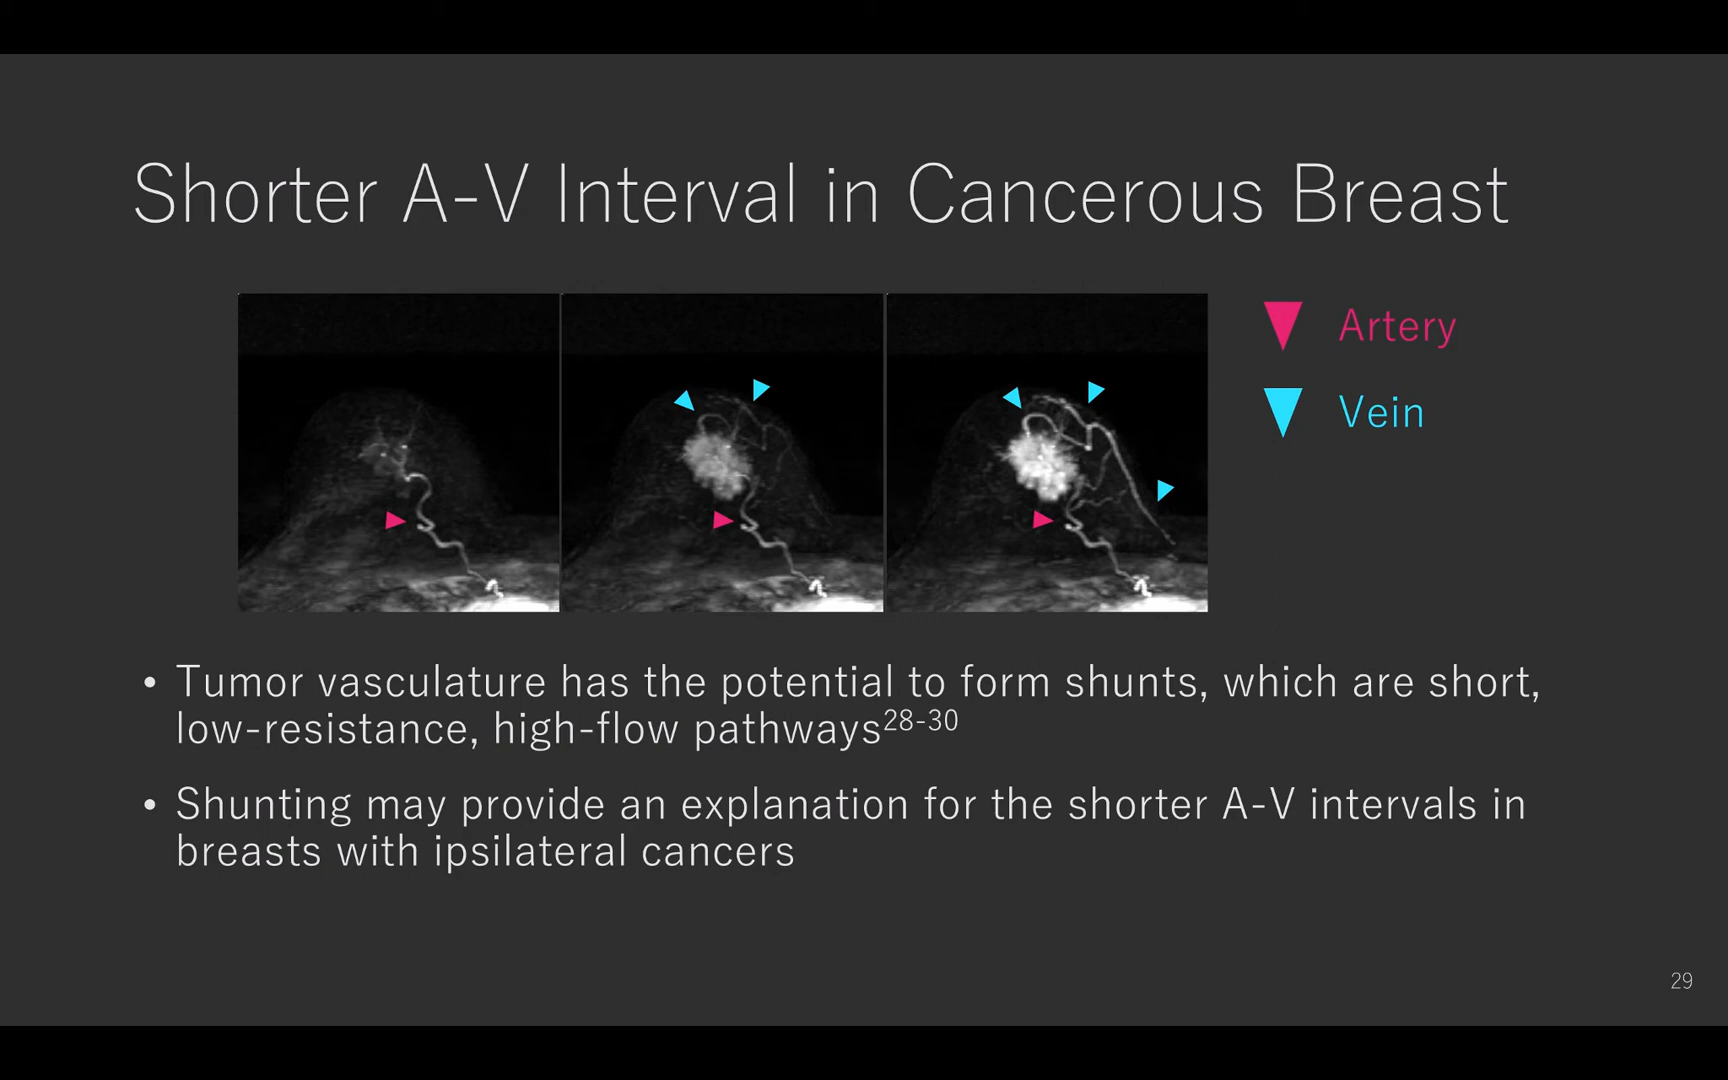 Shorter A-V Interval in Cancerous Breast
Artery
Vein
• Tumor vasculature has the potential to form shunts, which are short,
low-resistance, high-flow pathways28-30
• Shunting may provide an explanation for the shorter A-V intervals in
breasts with ipsilateral cancers
29